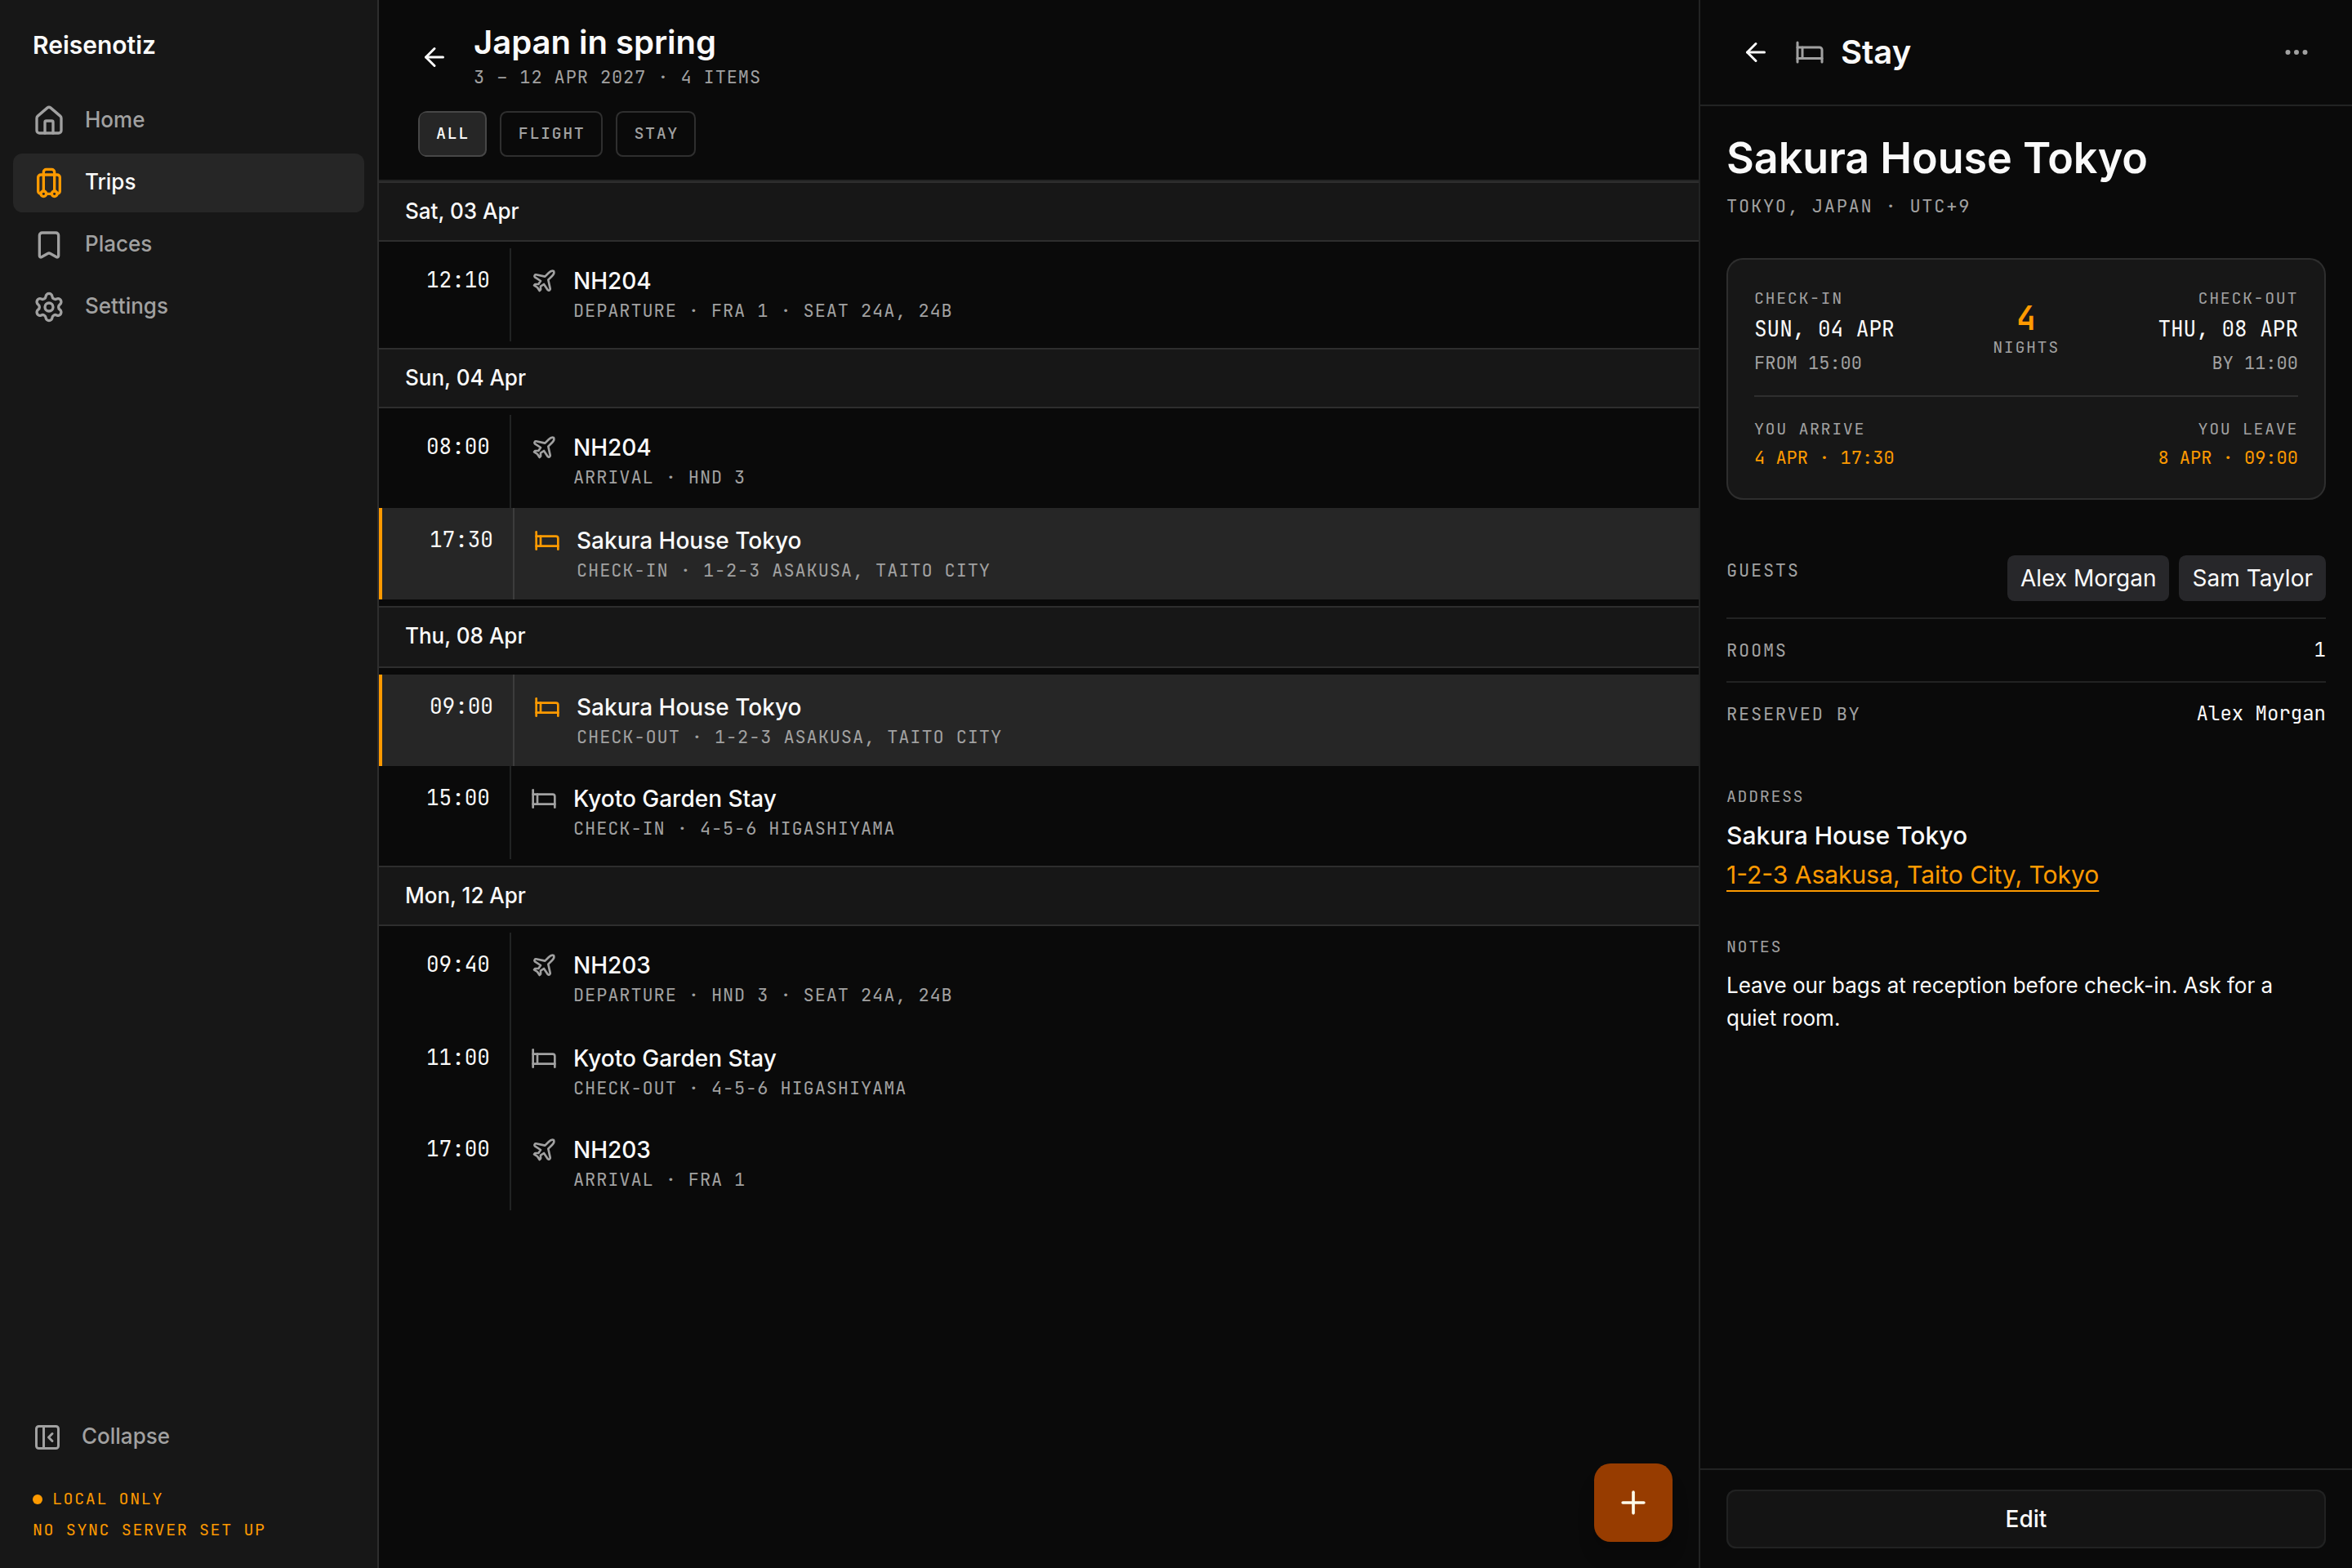 Reisenotiz
Home
Trips
Places
Settings
Collapse
LOCAL ONLY
NO SYNC SERVER SET UP
Japan in spring
3 – 12 APR 2027 · 4 ITEMS
ALL
FLIGHT
STAY
Sat, 03 Apr
12:10
NH204
DEPARTURE · FRA 1 · SEAT 24A, 24B
Sun, 04 Apr
08:00
NH204
ARRIVAL · HND 3
17:30
Sakura House Tokyo
CHECK-IN · 1-2-3 ASAKUSA, TAITO CITY
Thu, 08 Apr
09:00
Sakura House Tokyo
CHECK-OUT · 1-2-3 ASAKUSA, TAITO CITY
15:00
Kyoto Garden Stay
CHECK-IN · 4-5-6 HIGASHIYAMA
Mon, 12 Apr
09:40
NH203
DEPARTURE · HND 3 · SEAT 24A, 24B
11:00
Kyoto Garden Stay
CHECK-OUT · 4-5-6 HIGASHIYAMA
17:00
NH203
ARRIVAL · FRA 1
Stay
Sakura House Tokyo
TOKYO, JAPAN · UTC+9
CHECK-IN
SUN, 04 APR
FROM 15:00
4
NIGHTS
CHECK-OUT
THU, 08 APR
BY 11:00
YOU ARRIVE
4 APR · 17:30
YOU LEAVE
8 APR · 09:00
GUESTS
Alex Morgan
Sam Taylor
ROOMS
1
RESERVED BY
Alex Morgan
ADDRESS
Sakura House Tokyo
1-2-3 Asakusa, Taito City, Tokyo
NOTES
Leave our bags at reception before check-in. Ask for a
quiet room.
Edit